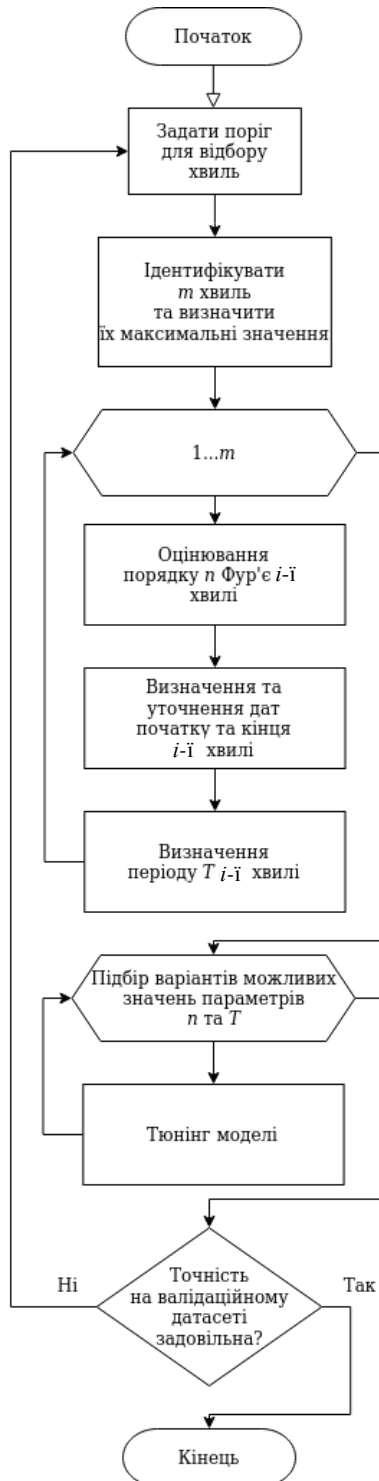 Початок
Задати поріг
для відбору
хвиль
Ідентифікувати
m хвиль
та визначити
їх максимальні значення
1...m
Оцінювання
порядку n Фур'є i-ї
хвилі
Визначення та
уточнення дат
початку та кінця
i-ї хвилі
Визначення
періоду T i-ї хвилі
Підбір варіантів можливих
значень параметрів
n та T
Тюнінг моделі
Ні
Точність
на валідаційному
датасеті
задовільна?
Так
Кінець